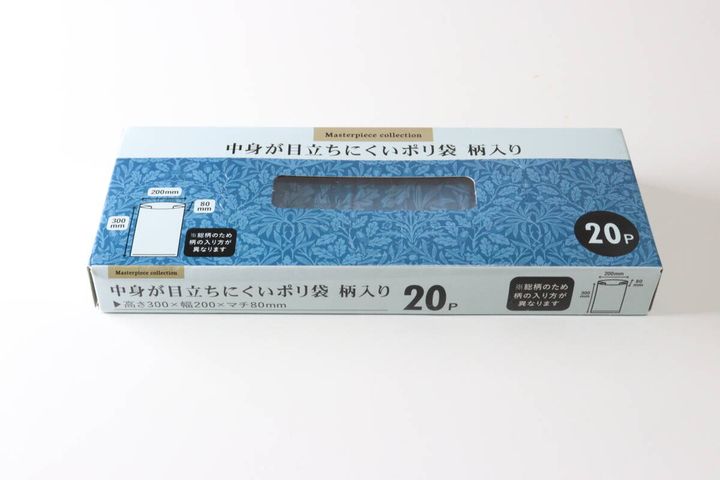 Masterpiece collection
中身が目立ちにくいポリ袋 柄入り
200mm
80
mm
300
mm
※総柄のため
柄の入り方が
異なります
20P
Masterpiece collection
中身が目立ちにくいポリ袋 柄入り 20P
▶高さ300×幅200×マチ80mm
※総柄のため
柄の入り方が
異なります
200mm
80
mm
300
mm